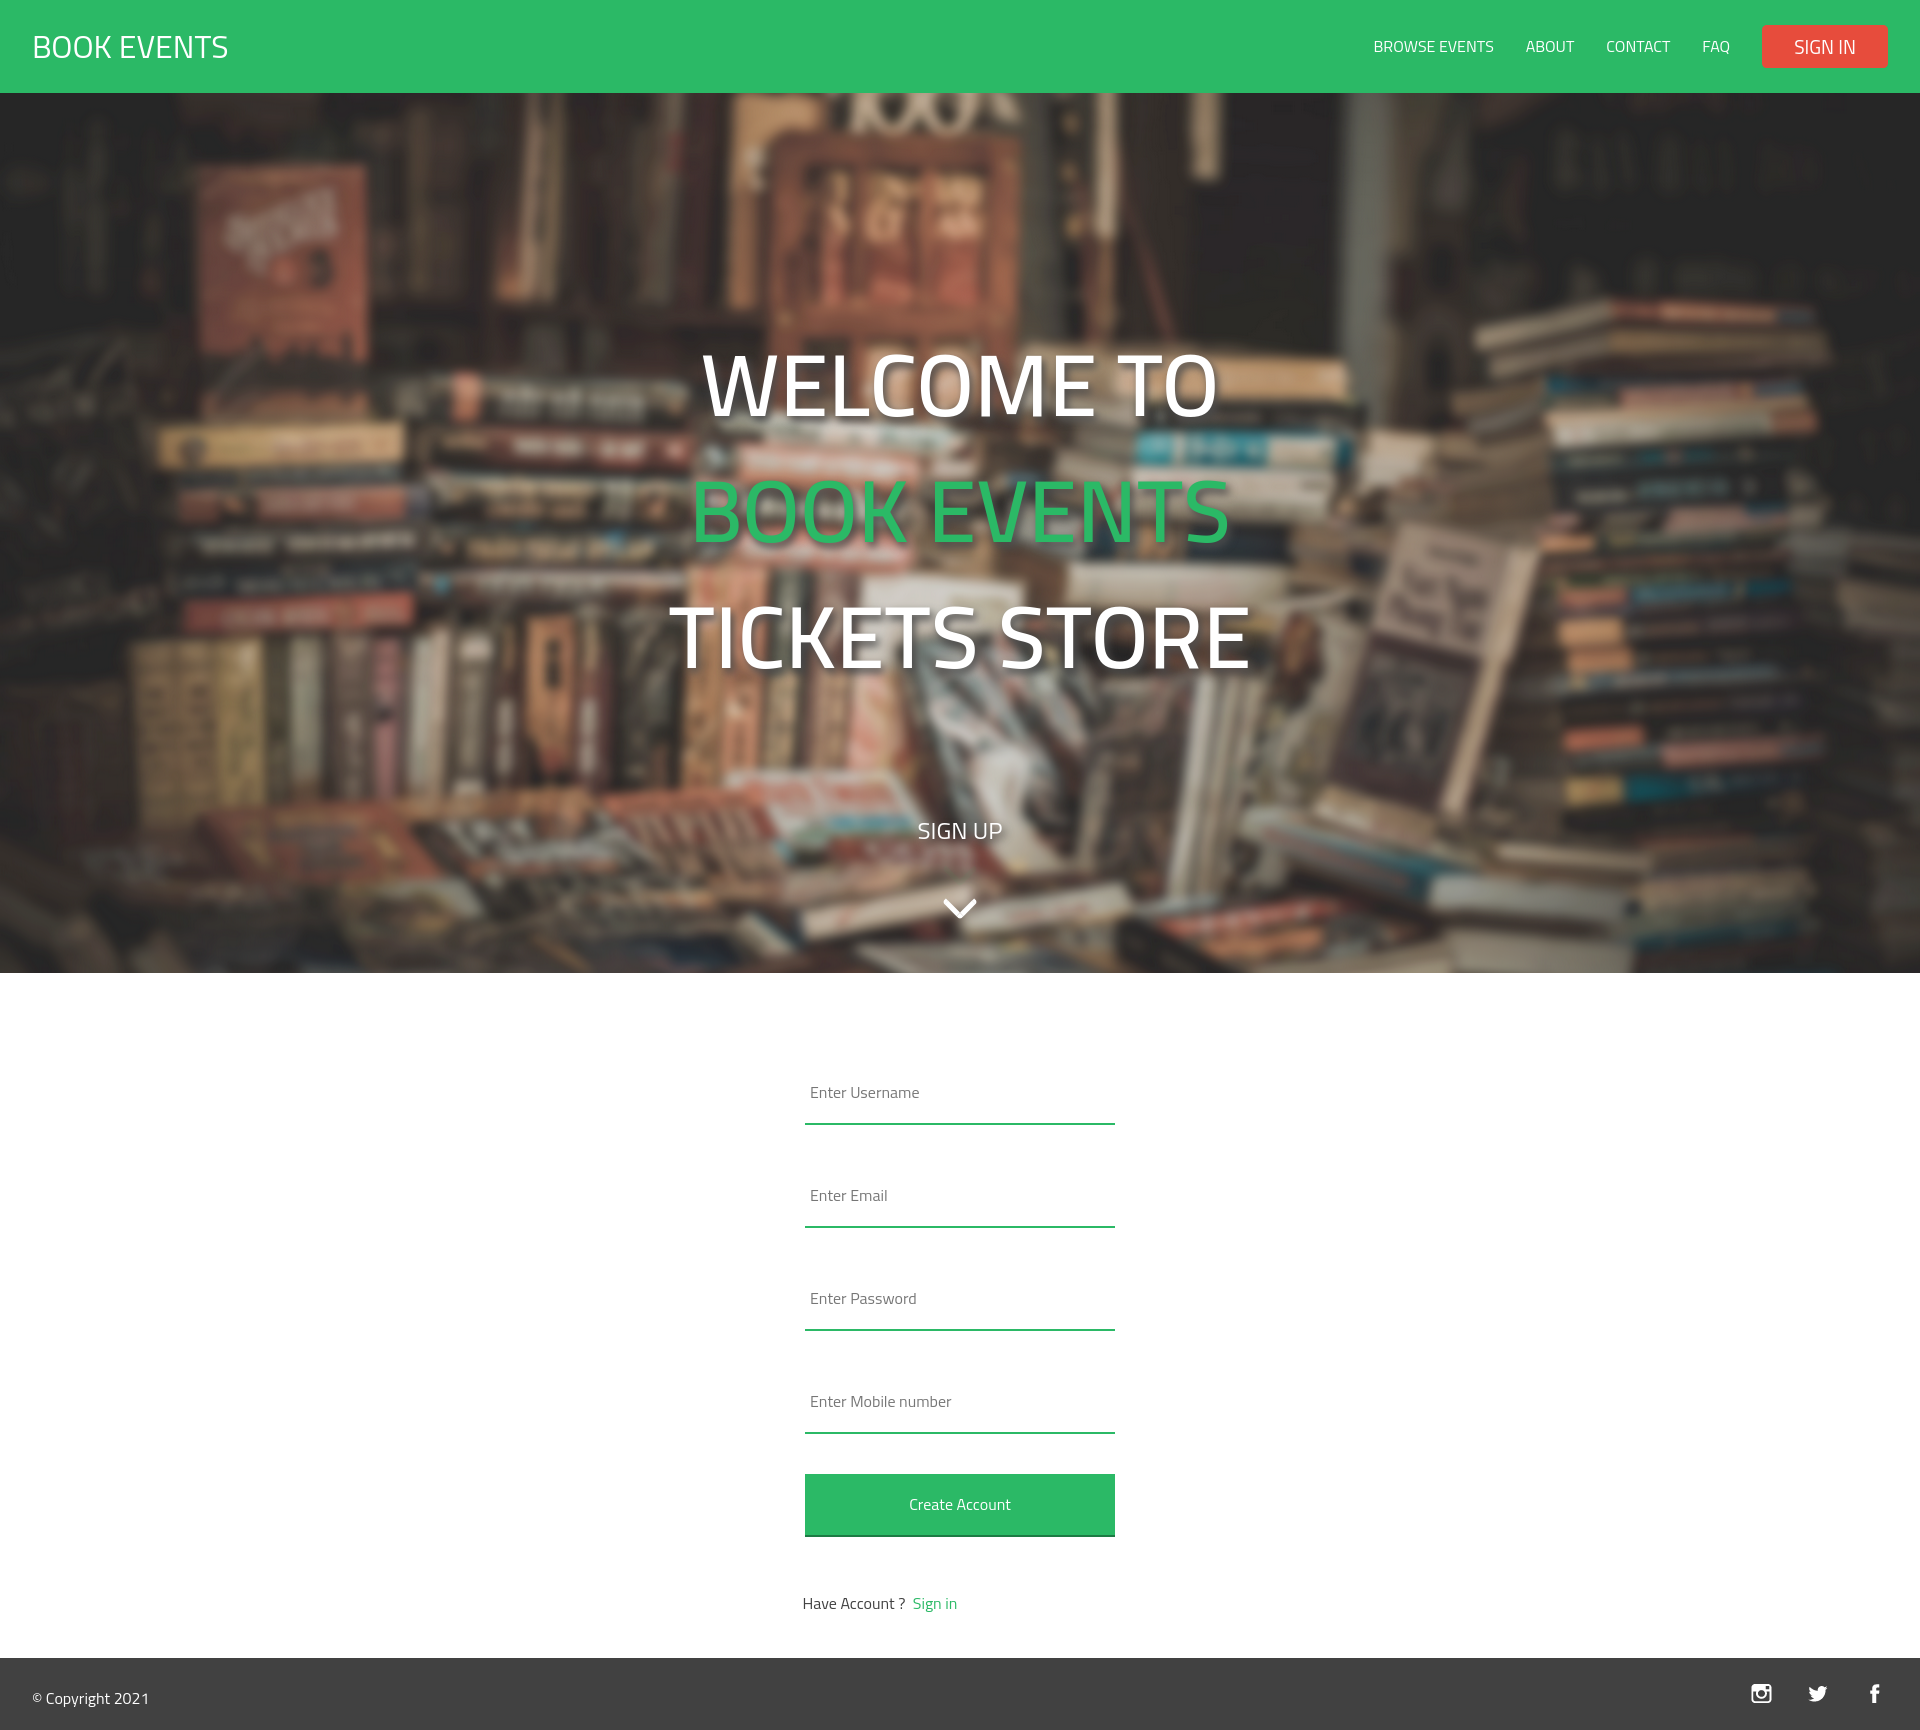 BOOK EVENTS
BROWSE EVENTS ABOUT CONTACT FAQ SIGN IN
WELCOME TO
BOOK EVENTS
TICKETS STORE
SIGN UP
Enter Username
Enter Email
Enter Password
Enter Mobile number
Create Account
Have Account ? Sign in
© Copyright 2021